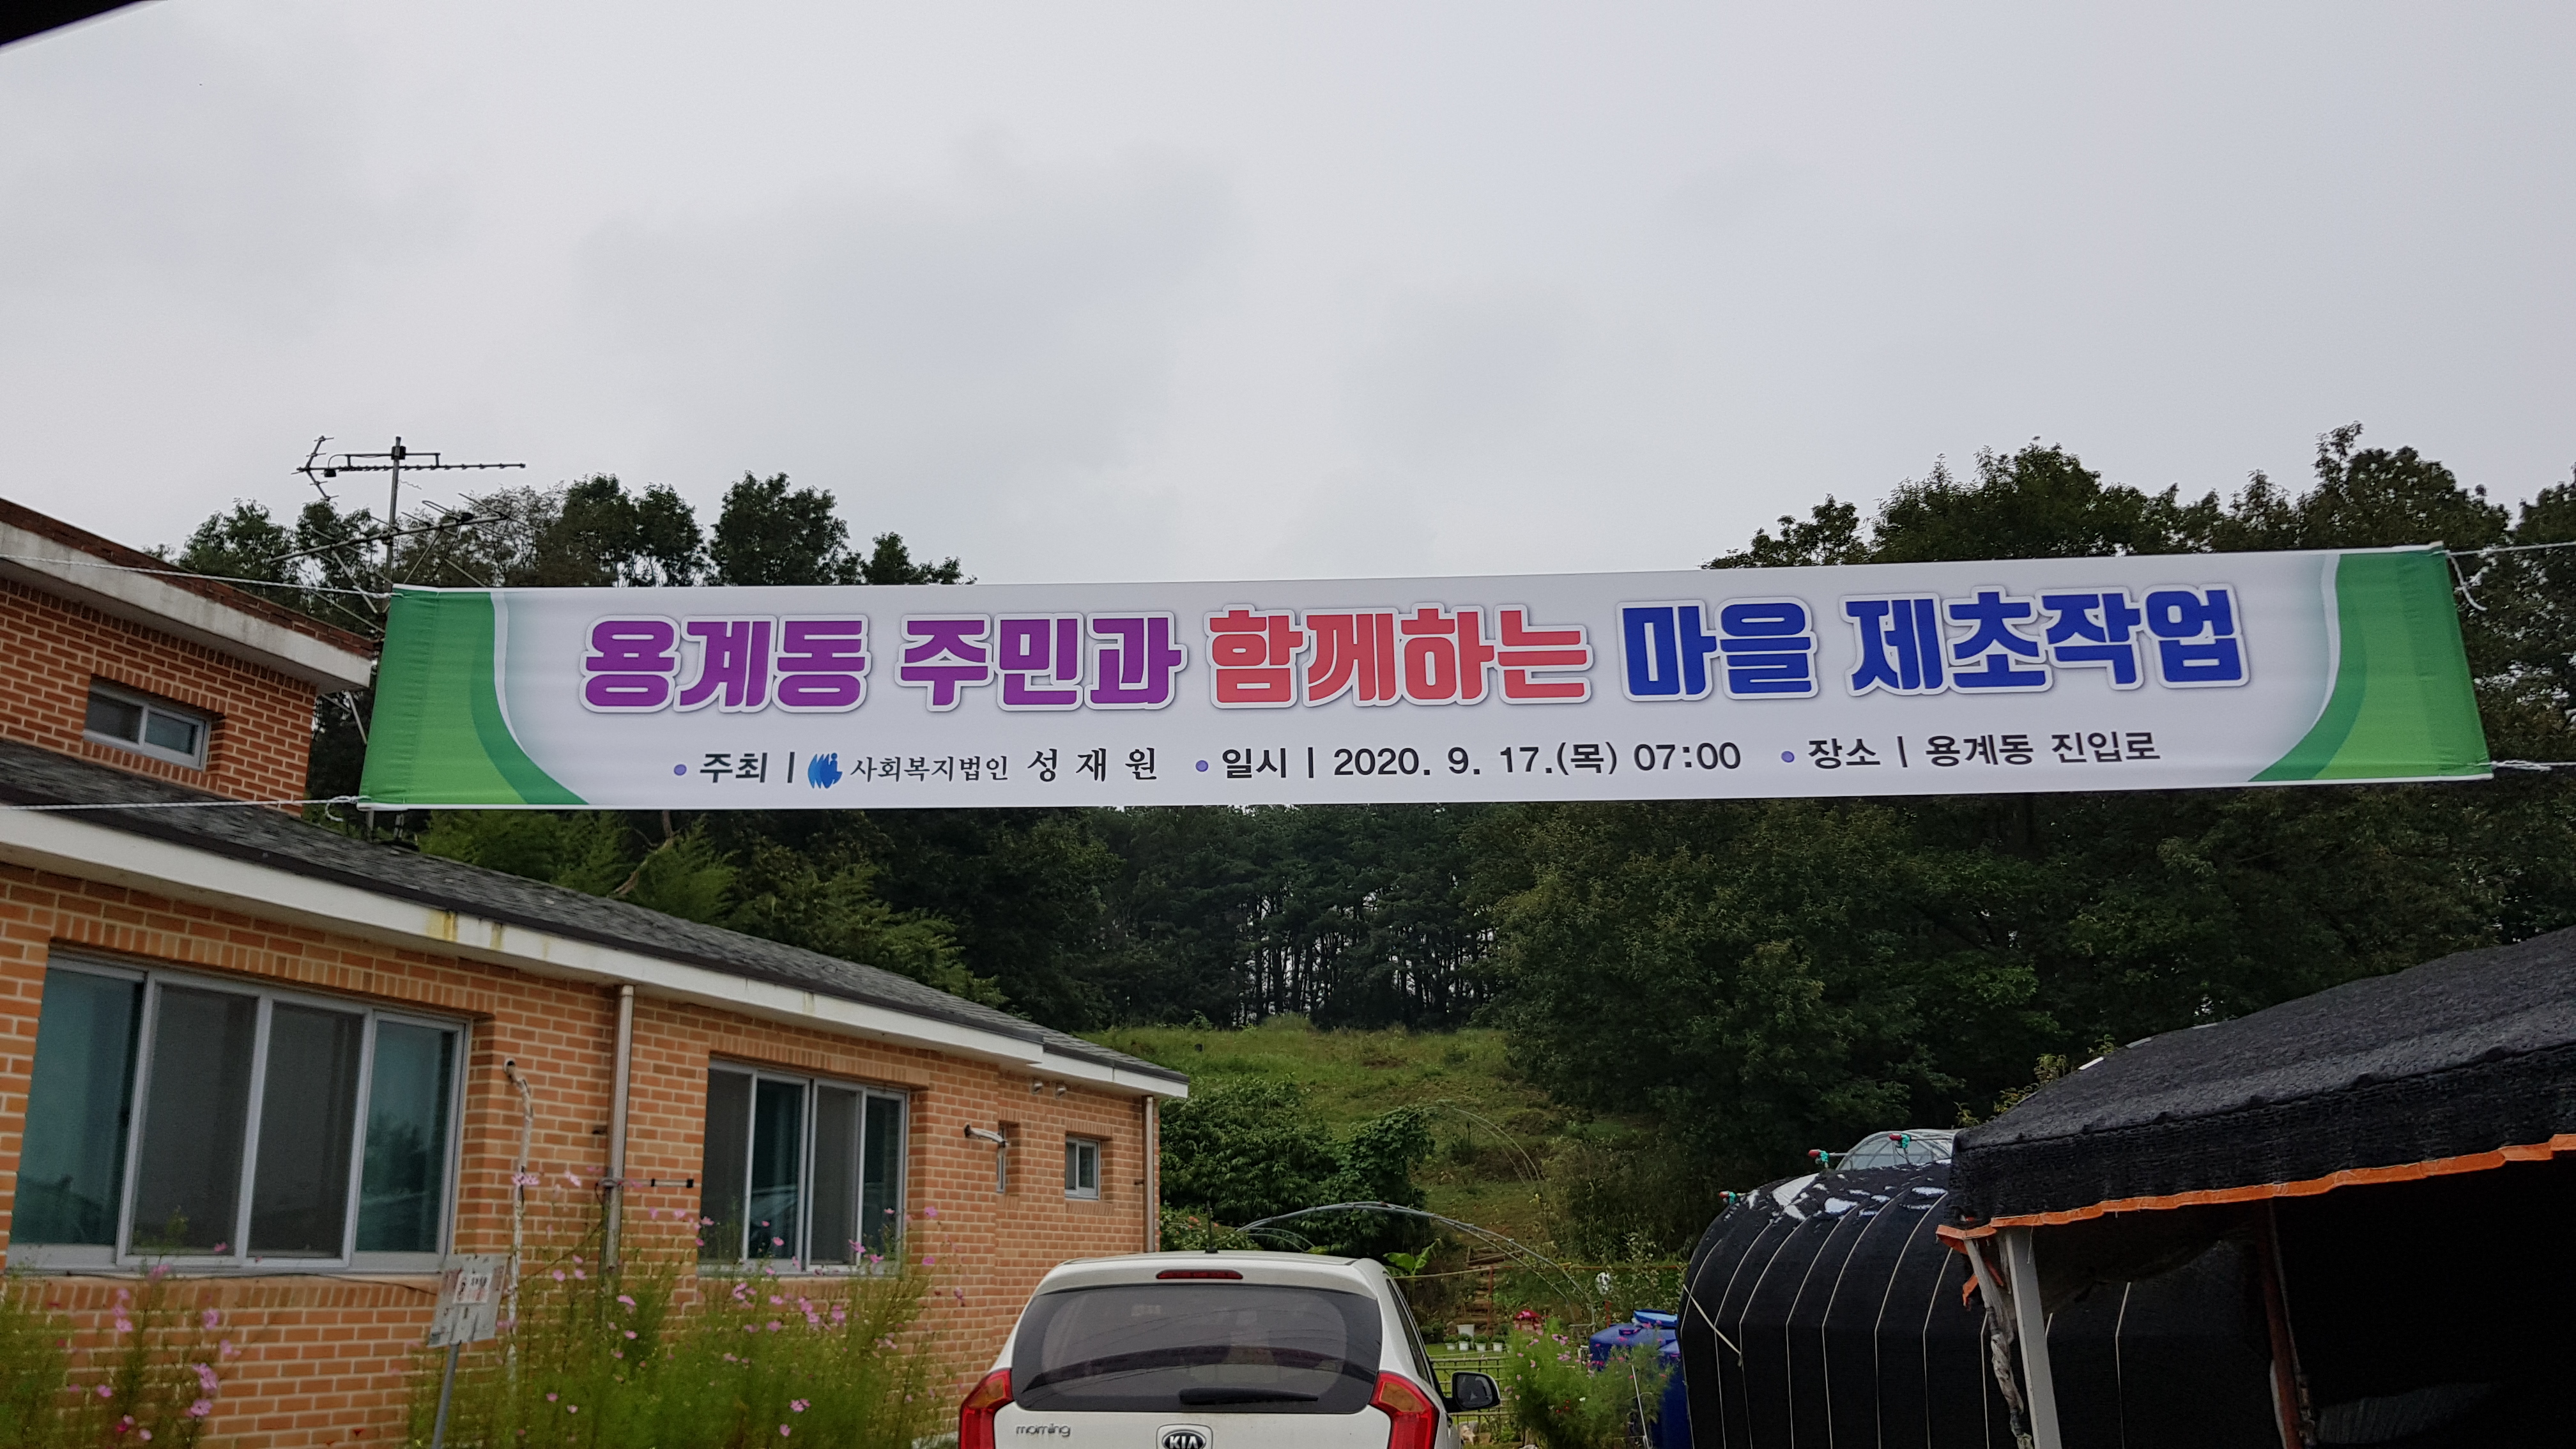 용계동 주민과 함께하는 마을 제초작업
• 주최 | 사회복지법인 성재원 • 일시 | 2020. 9. 17.(목) 07:00 • 장소 | 용계동 진입로
morning
KIA